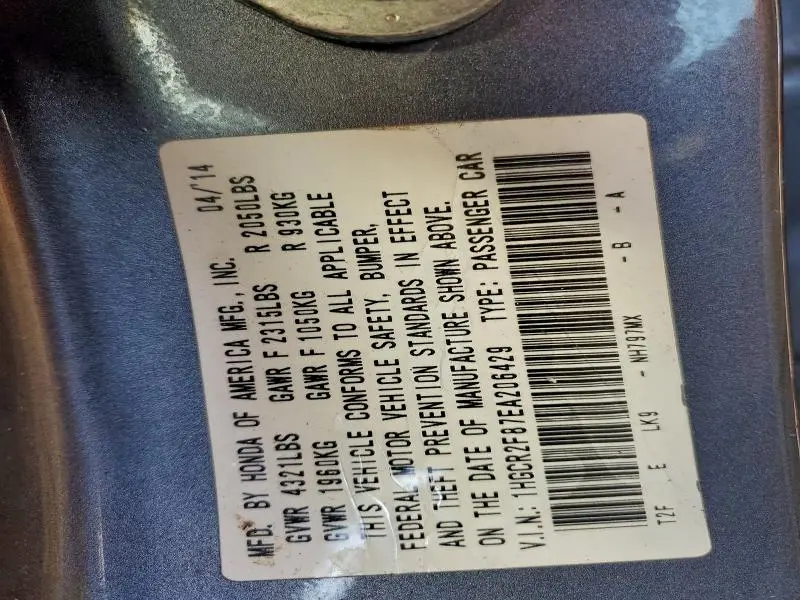 MFD. BY HONDA OF AMERICA MFG., INC. 04/'14
GVWR 4321LBS GAWR F 2315LBS R 2050LBS
GVWR 1960KG GAWR F 1050KG R 930KG
THIS VEHICLE CONFORMS TO ALL APPLICABLE
FEDERAL MOTOR VEHICLE SAFETY, BUMPER,
AND THEFT PREVENTION STANDARDS IN EFFECT
ON THE DATE OF MANUFACTURE SHOWN ABOVE.
V.I.N.: 1HGCR2F87EA206429 TYPE: PASSENGER CAR
T2F E LK9 - NH797MX - B - A